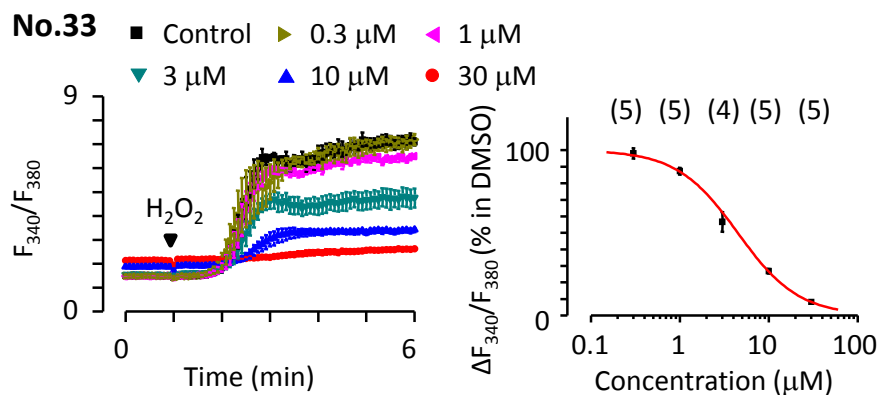 No.33
Control 0.3 μM 1 μM
3 μM 10 μM 30 μM
9
0
F340/F380
H2O2
0 6
Time (min)
(5) (5) (4) (5) (5)
100
0
ΔF340/F380 (% in DMSO)
0.1 1 10 100
Concentration (μM)